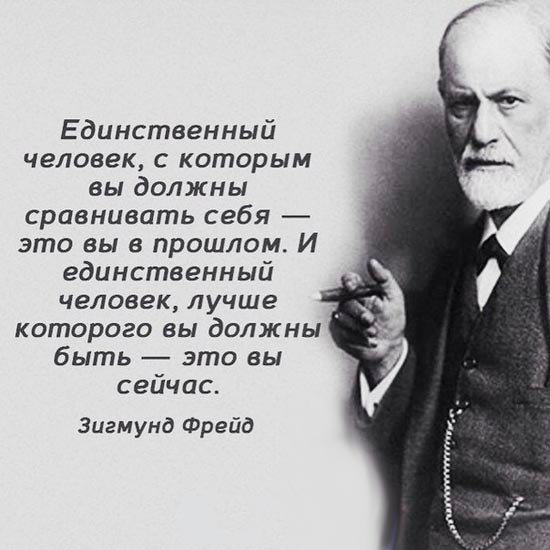 Единственный
человек, с которым
вы должны
сравнивать себя —
это вы в прошлом. И
единственный
человек, лучше
которого вы должны
быть — это вы
сейчас.
Зигмунд Фрейд